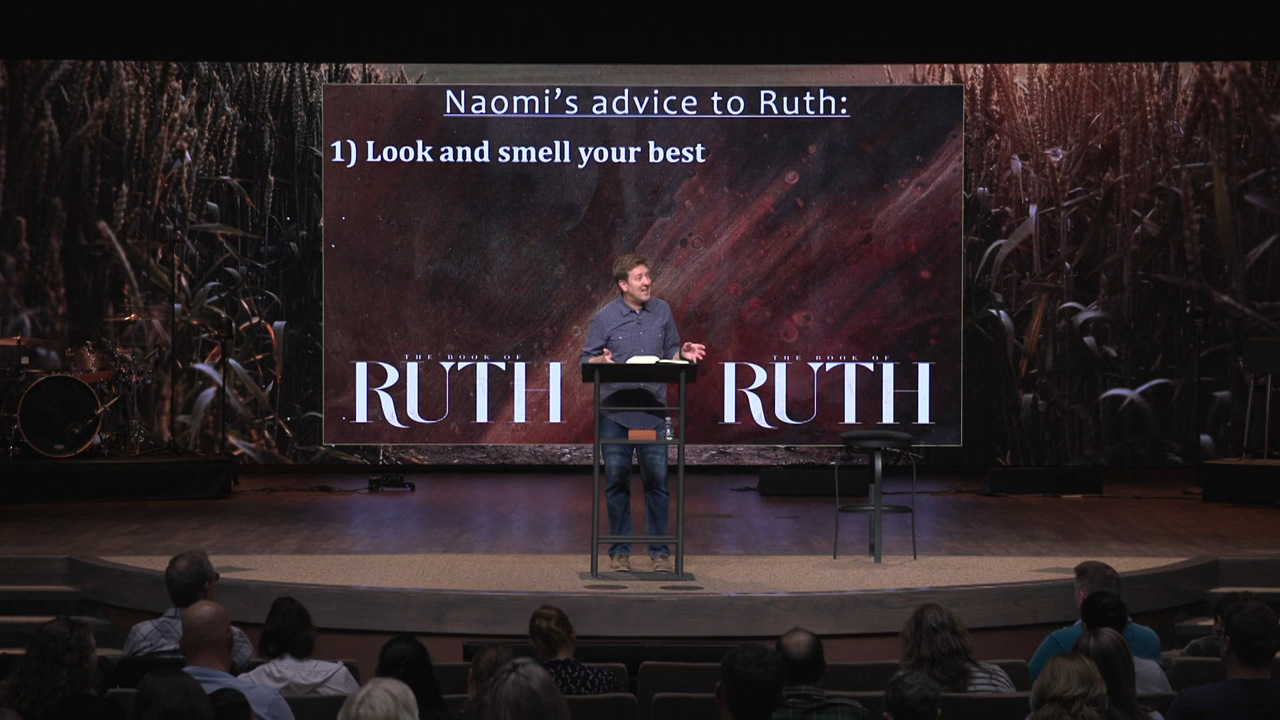 Naomi’s advice to Ruth:
1) Look and smell your best
THE BOOK OF
RUTH
THE BOOK OF
RUTH